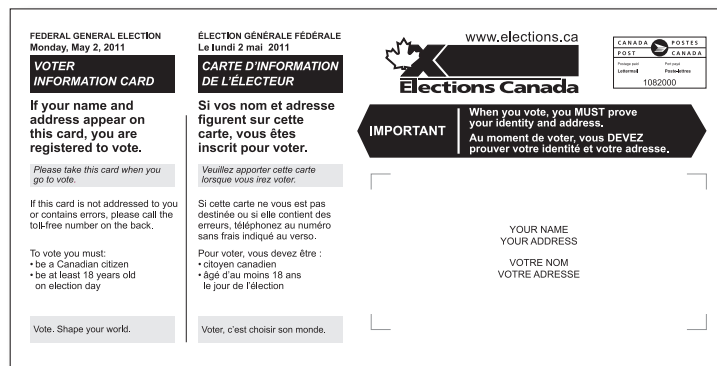 FEDERAL GENERAL ELECTION
Monday, May 2, 2011
VOTER
INFORMATION CARD
If your name and
address appear on
this card, you are
registered to vote.
Please take this card when you
go to vote.
If this card is not addressed to you
or contains errors, please call the
toll-free number on the back.
To vote you must:
• be a Canadian citizen
• be at least 18 years old
on election day
Vote. Shape your world.
ÉLECTION GÉNÉRALE FÉDÉRALE
Le lundi 2 mai 2011
CARTE D'INFORMATION
DE L'ÉLECTEUR
Si vos nom et adresse
figurent sur cette
carte, vous êtes
inscrit pour voter.
Veuillez apporter cette carte
lorsque vous irez voter.
Si cette carte ne vous est pas
destinée ou si elle contient des
erreurs, téléphonez au numéro
sans frais indiqué au verso.
Pour voter, vous devez être :
• citoyen canadien
• âgé d'au moins 18 ans
le jour de l'élection
Voter, c'est choisir son monde.
www.elections.ca
Elections Canada
CANADA POSTES
POST CANADA
Postage paid Port payé
Lettermail Poste-lettres
1082000
IMPORTANT
When you vote, you MUST prove
your identity and address.
Au moment de voter, vous DEVEZ
prouver votre identité et votre adresse.
YOUR NAME
YOUR ADDRESS
VOTRE NOM
VOTRE ADRESSE